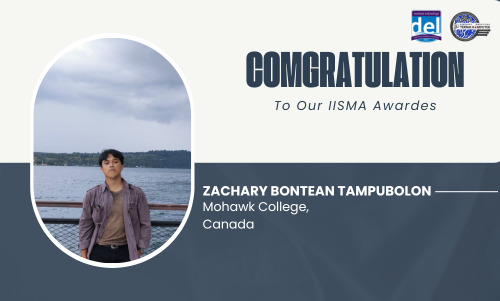 del
COMGRATULATION
To Our IISMA Awardes
ZACHARY BONTEAN TAMPUBOLON
Mohawk College,
Canada